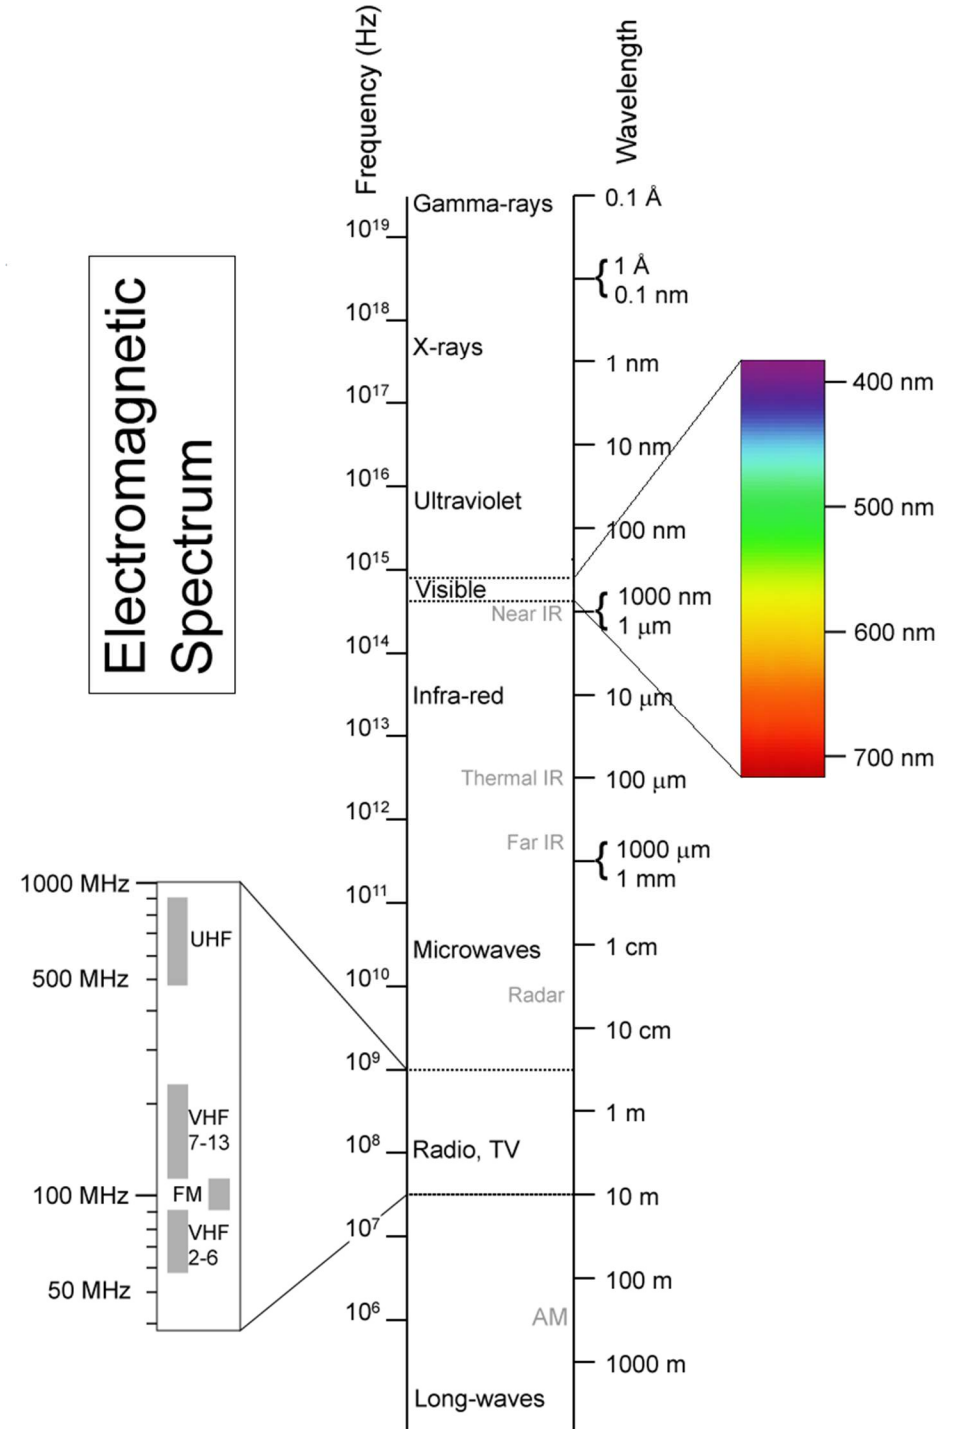 Frequency (Hz)
Wavelength
Electromagnetic
Spectrum
Gamma-rays
0.1 Å
10¹⁹
1 Å
0.1 nm
10¹⁸
X-rays
1 nm
10¹⁷
10 nm
10¹⁶
Ultraviolet
100 nm
10¹⁵
Visible
1000 nm
Near IR
1 μm
10¹⁴
Infra-red
10 μm
10¹³
Thermal IR
100 μm
10¹²
Far IR
1000 μm
1 mm
10¹¹
Microwaves
1 cm
10¹⁰
Radar
10 cm
10⁹
1 m
10⁸
Radio, TV
10 m
10⁷
100 m
10⁶
AM
1000 m
Long-waves
400 nm
500 nm
600 nm
700 nm
1000 MHz
UHF
500 MHz
VHF
7-13
100 MHz
FM
VHF
2-6
50 MHz